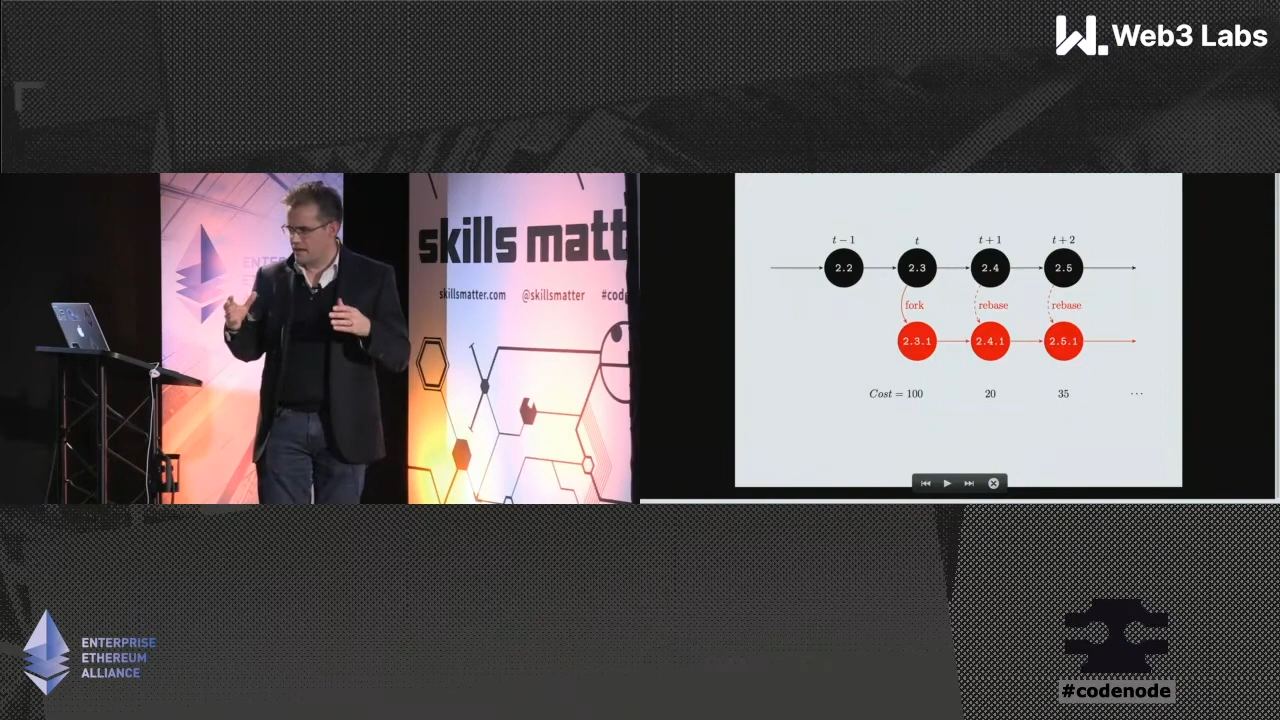 Web3 Labs
skills matt
skillsmatter.com @skillsmatter #cod
t − 1 t t + 1 t + 2
2.2 2.3 2.4 2.5
fork rebase rebase
2.3.1 2.4.1 2.5.1
Cost = 100 20 35 ...
ENTERPRISE
ETHEREUM
ALLIANCE
#codenode